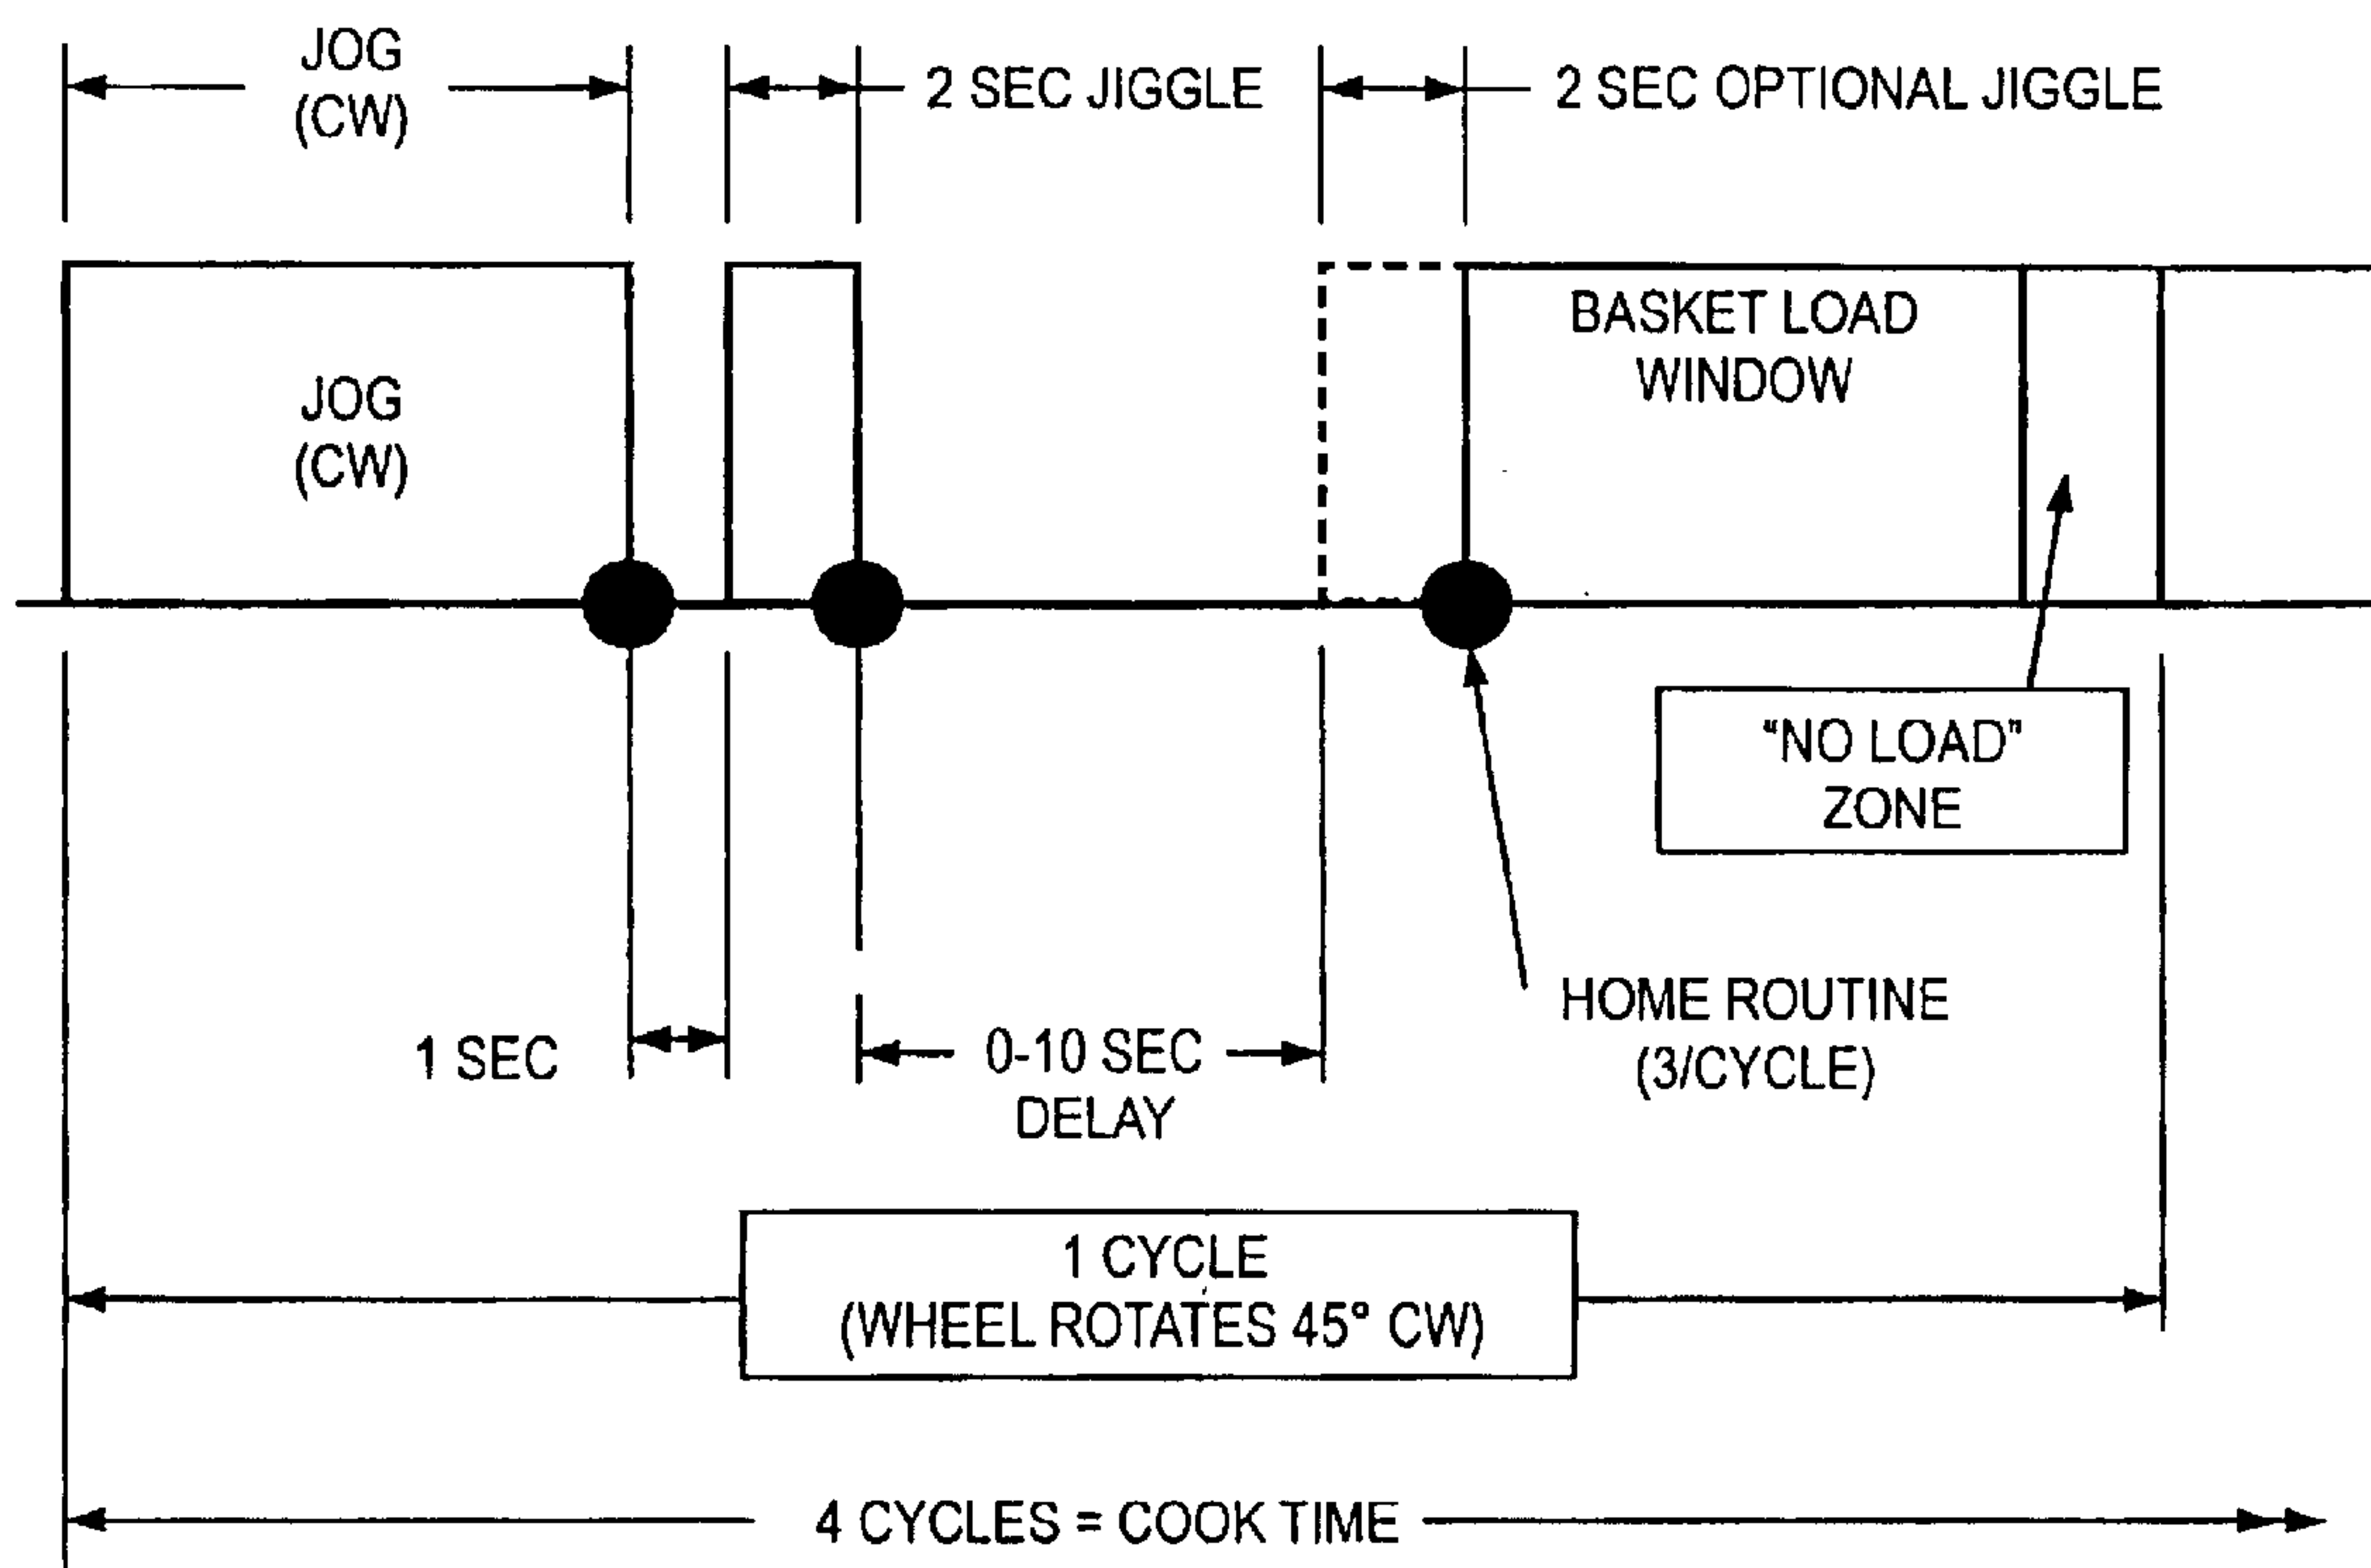 JOG
(CW)
2 SEC JIGGLE
2 SEC OPTIONAL JIGGLE
JOG
(CW)
BASKET LOAD
WINDOW
"NO LOAD"
ZONE
HOME ROUTINE
(3/CYCLE)
1 SEC
0-10 SEC
DELAY
1 CYCLE
(WHEEL ROTATES 45° CW)
4 CYCLES = COOK TIME